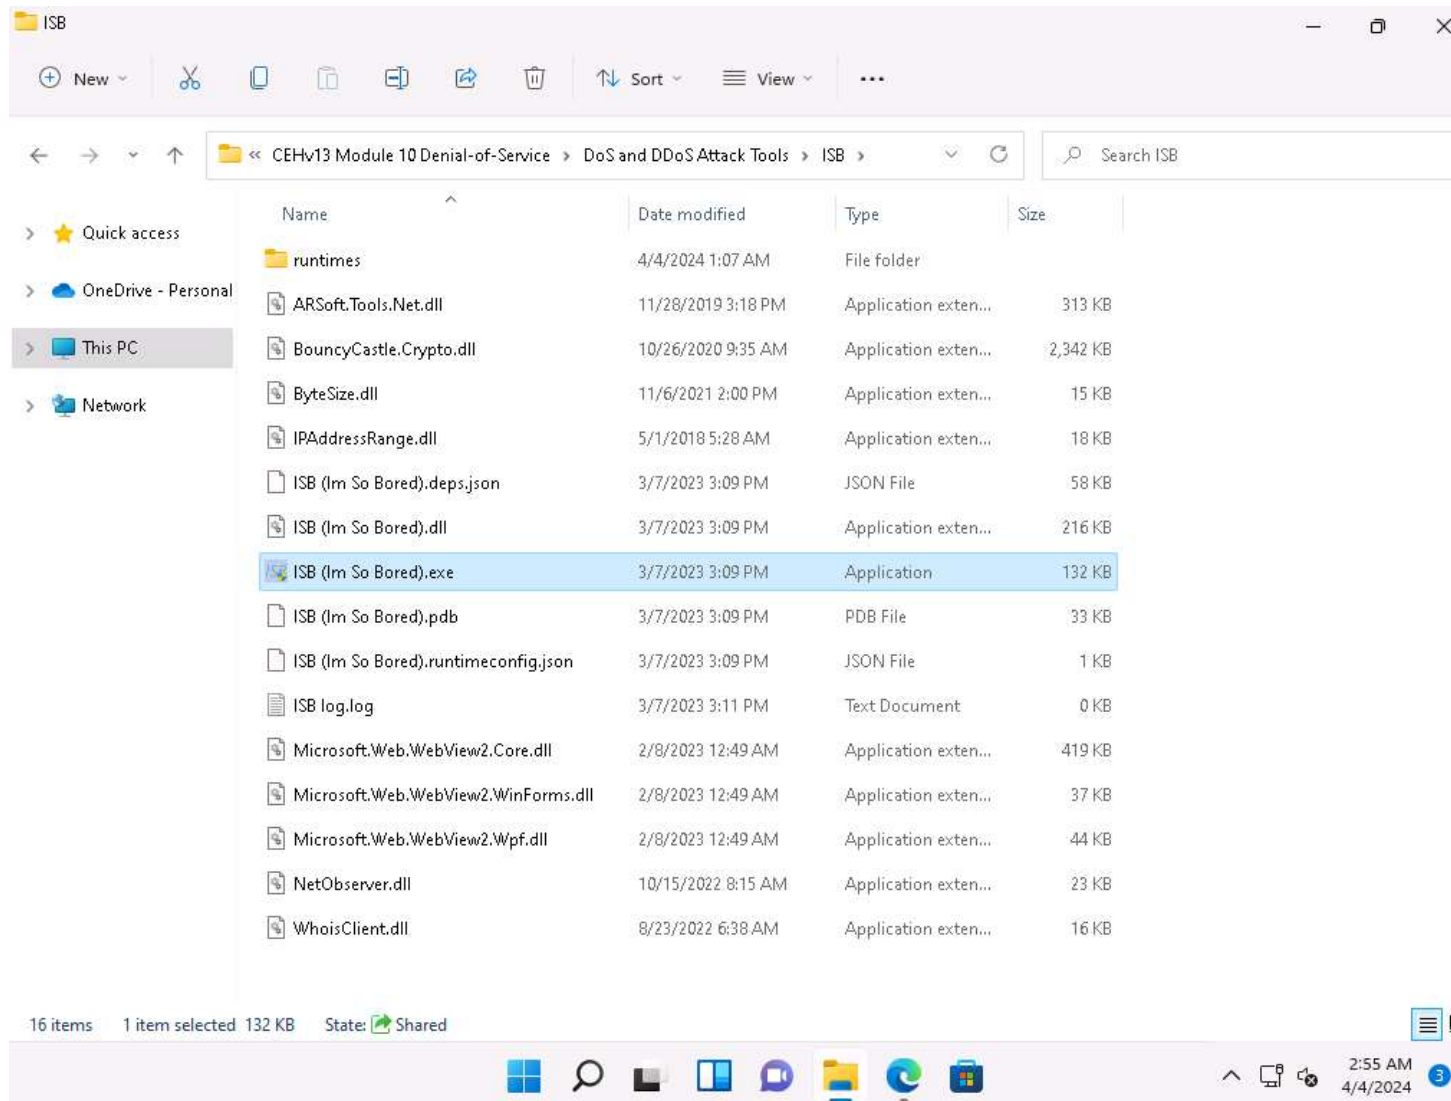 ISB
New
Sort
View
« CEHv13 Module 10 Denial-of-Service > DoS and DDoS Attack Tools > ISB >
Search ISB
Name Date modified Type Size
Quick access
OneDrive - Personal
This PC
Network
runtimes 4/4/2024 1:07 AM File folder
ARSoft.Tools.Net.dll 11/28/2019 3:18 PM Application exten... 313 KB
BouncyCastle.Crypto.dll 10/26/2020 9:35 AM Application exten... 2,342 KB
ByteSize.dll 11/6/2021 2:00 PM Application exten... 15 KB
IPAddressRange.dll 5/1/2018 5:28 AM Application exten... 18 KB
ISB (Im So Bored).deps.json 3/7/2023 3:09 PM JSON File 58 KB
ISB (Im So Bored).dll 3/7/2023 3:09 PM Application exten... 216 KB
ISB (Im So Bored).exe 3/7/2023 3:09 PM Application 132 KB
ISB (Im So Bored).pdb 3/7/2023 3:09 PM PDB File 33 KB
ISB (Im So Bored).runtimeconfig.json 3/7/2023 3:09 PM JSON File 1 KB
ISB log.log 3/7/2023 3:11 PM Text Document 0 KB
Microsoft.Web.WebView2.Core.dll 2/8/2023 12:49 AM Application exten... 419 KB
Microsoft.Web.WebView2.WinForms.dll 2/8/2023 12:49 AM Application exten... 37 KB
Microsoft.Web.WebView2.Wpf.dll 2/8/2023 12:49 AM Application exten... 44 KB
NetObserver.dll 10/15/2022 8:15 AM Application exten... 23 KB
WhoisClient.dll 8/23/2022 6:38 AM Application exten... 16 KB
16 items 1 item selected 132 KB State: Shared
2:55 AM
4/4/2024
3